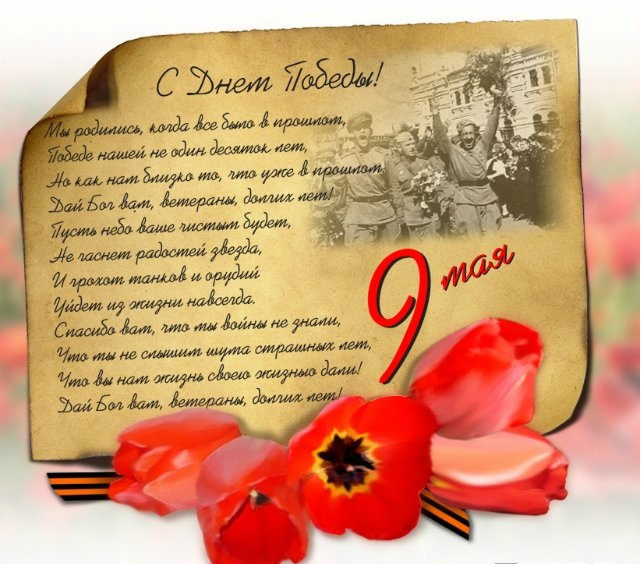 С Днем Победы!
Мы родились, когда все было в прошлом,
Победе нашей не один десяток лет,
Но как нам близко то, что уже в прошлом.
Дай Бог вам, ветераны, долгих лет!
Пусть небо ваше чистым будет,
Не гаснет радостей звезда,
И грохот танков и орудий
Уйдет из жизни навсегда.
Спасибо вам, что мы войны не знали,
Что мы не слышим шума страшных лет,
Что вы нам жизнь своею жизнью дали!
Дай Бог вам, ветераны, долгих лет!
9 мая